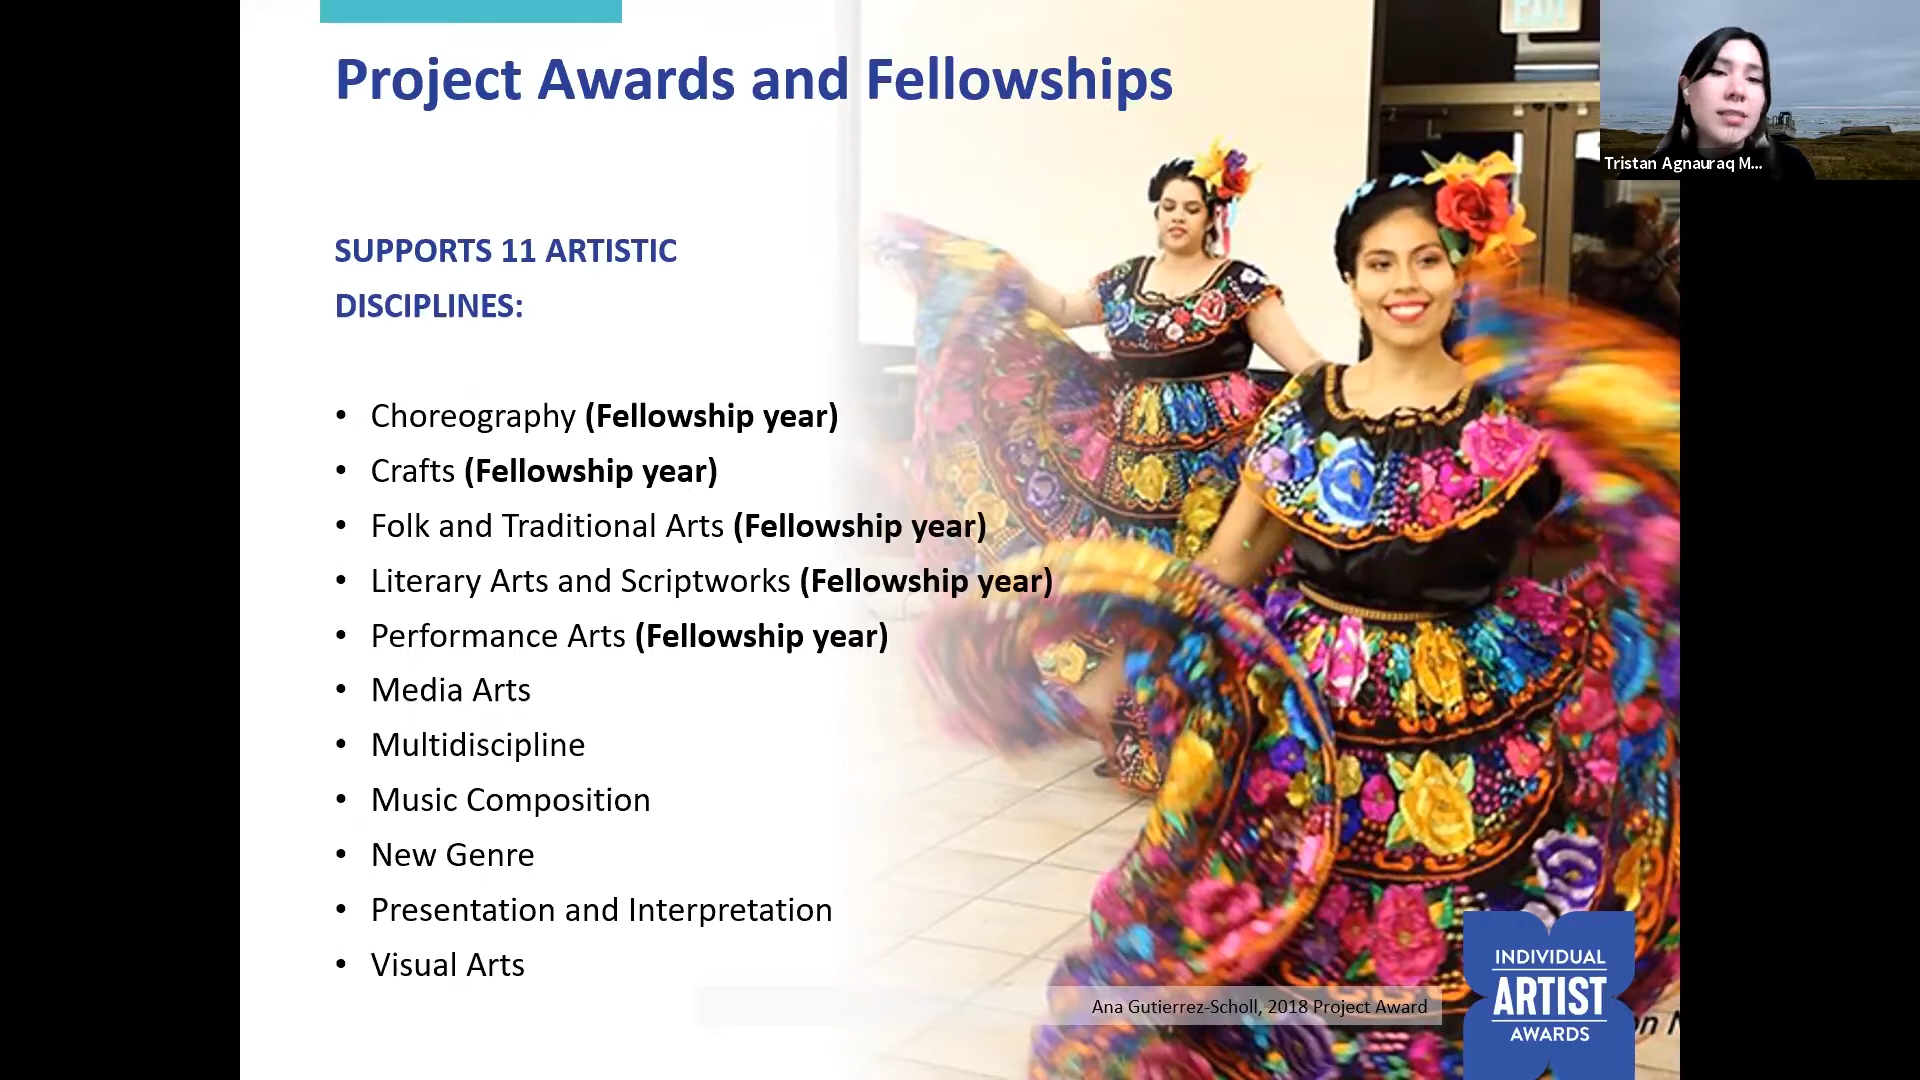 Project Awards and Fellowships
EXIT
Tristan Agnauraq M...
SUPPORTS 11 ARTISTIC
DISCIPLINES:
• Choreography (Fellowship year)
• Crafts (Fellowship year)
• Folk and Traditional Arts (Fellowship year)
• Literary Arts and Scriptworks (Fellowship year)
• Performance Arts (Fellowship year)
• Media Arts
• Multidiscipline
• Music Composition
• New Genre
• Presentation and Interpretation
• Visual Arts
Ana Gutierrez-Scholl, 2018 Project Award
INDIVIDUAL
ARTIST
AWARDS